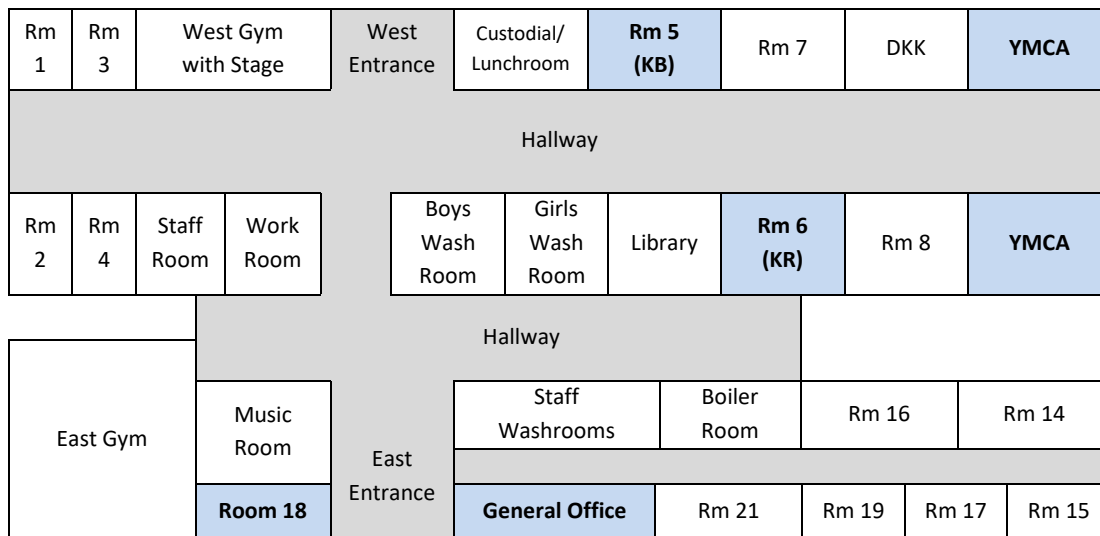 Rm
1
Rm
3
West Gym
with Stage
West
Entrance
Custodial/
Lunchroom
Rm 5
(KB)
Rm 7
DKK
YMCA
Hallway
Rm
2
Rm
4
Staff
Room
Work
Room
Boys
Wash
Room
Girls
Wash
Room
Library
Rm 6
(KR)
Rm 8
YMCA
Hallway
East Gym
Music
Room
East
Entrance
Staff
Washrooms
Boiler
Room
Rm 16
Rm 14
Room 18
General Office
Rm 21
Rm 19
Rm 17
Rm 15